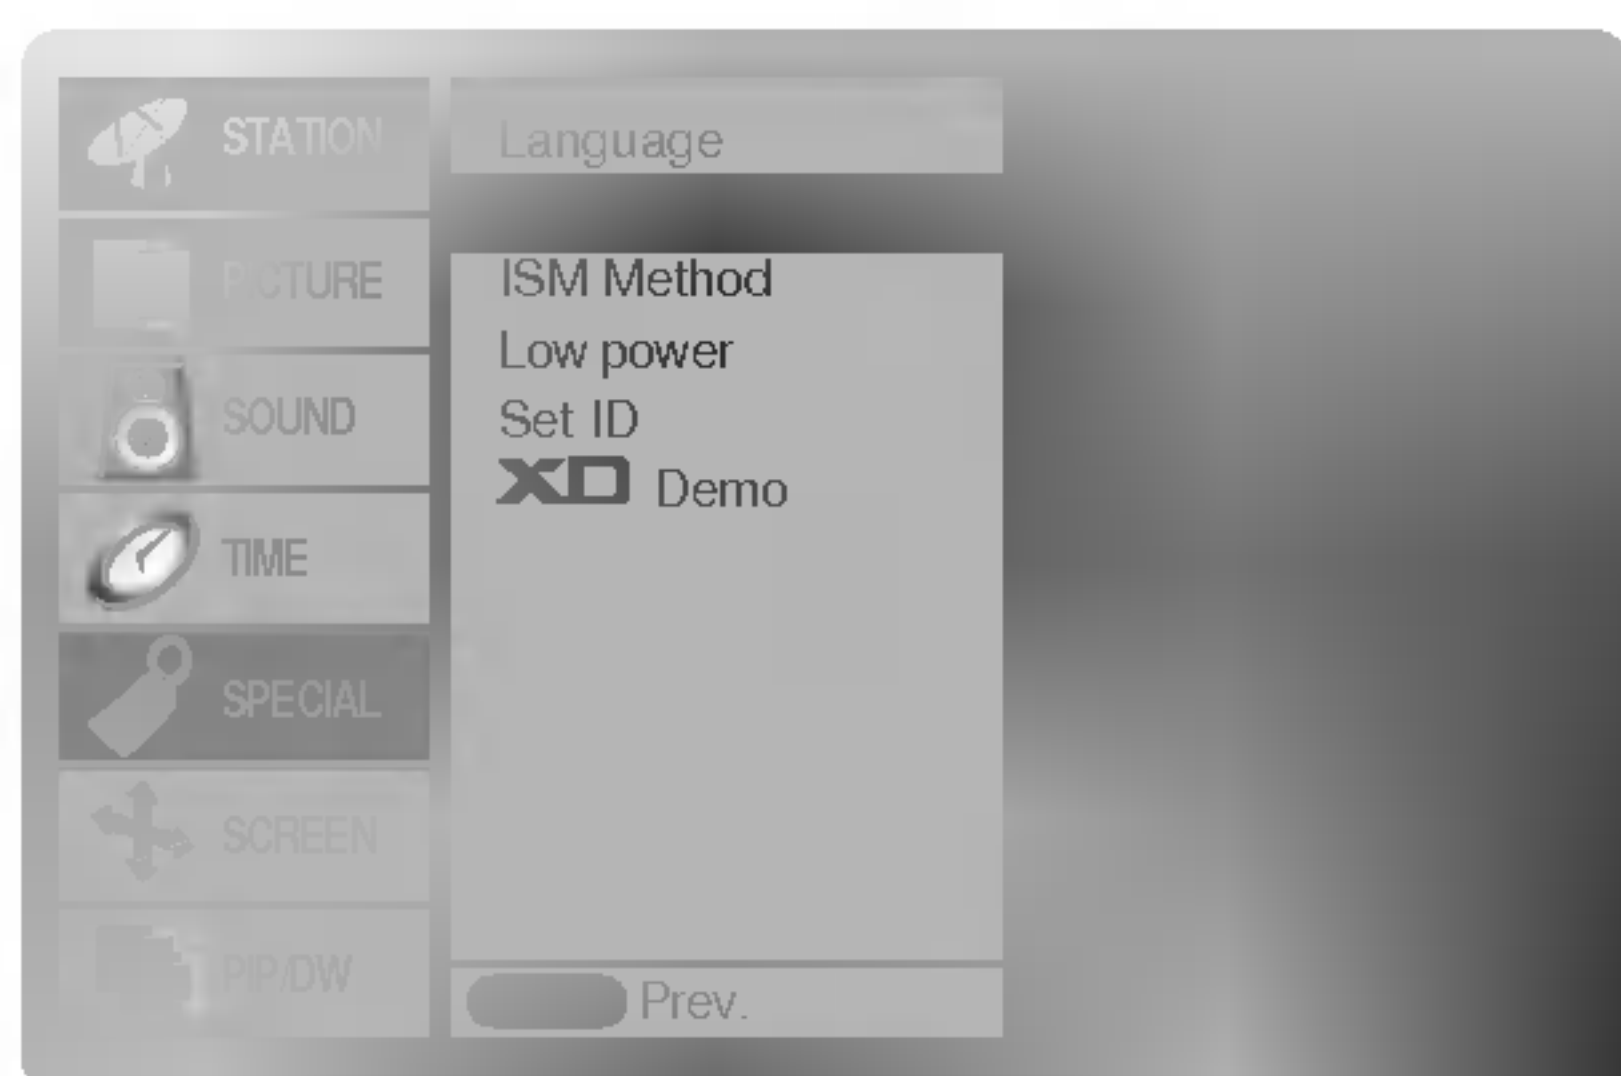 STATION
PICTURE
SOUND
TIME
SPECIAL
SCREEN
PIP/DW
Language
ISM Method
Low power
Set ID
XD Demo
Prev.